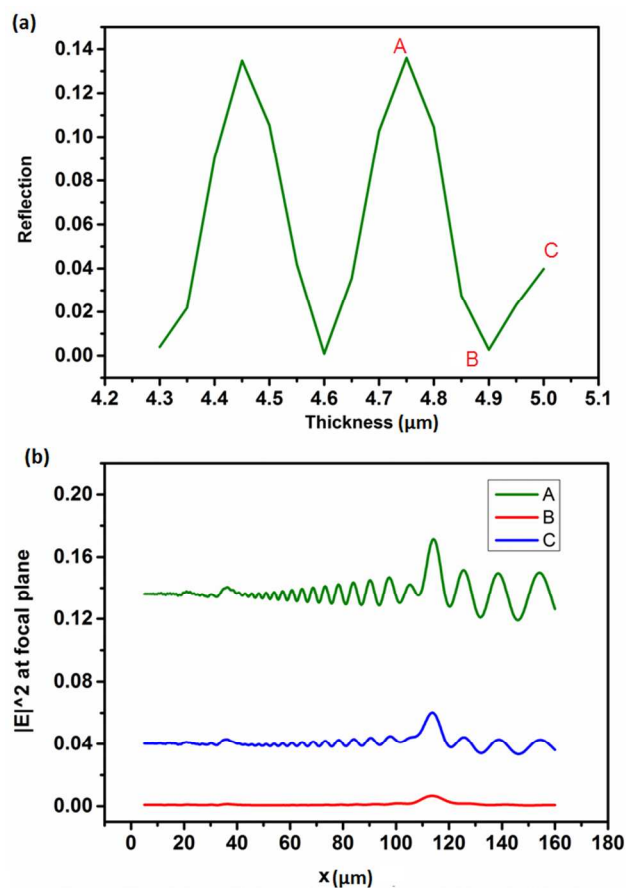 (a)
0.14
0.12
0.10
0.08
0.06
0.04
0.02
0.00
Reflection
A
B
C
4.2 4.3 4.4 4.5 4.6 4.7 4.8 4.9 5.0 5.1
Thickness (μm)
(b)
0.20
0.16
0.12
0.08
0.04
0.00
|E|^2 at focal plane
A
B
C
0 20 40 60 80 100 120 140 160 180
x (μm)